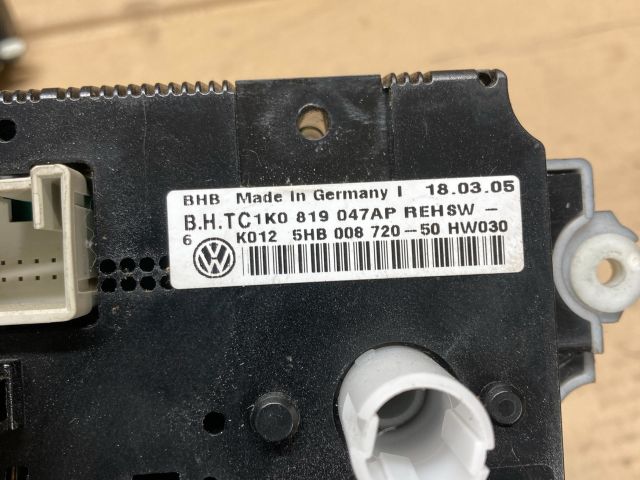 BHB Made In Germany I 18.03.05
B.H.TC1K0 819 047AP REHSW -
6 K012 5HB 008 720-50 HW030